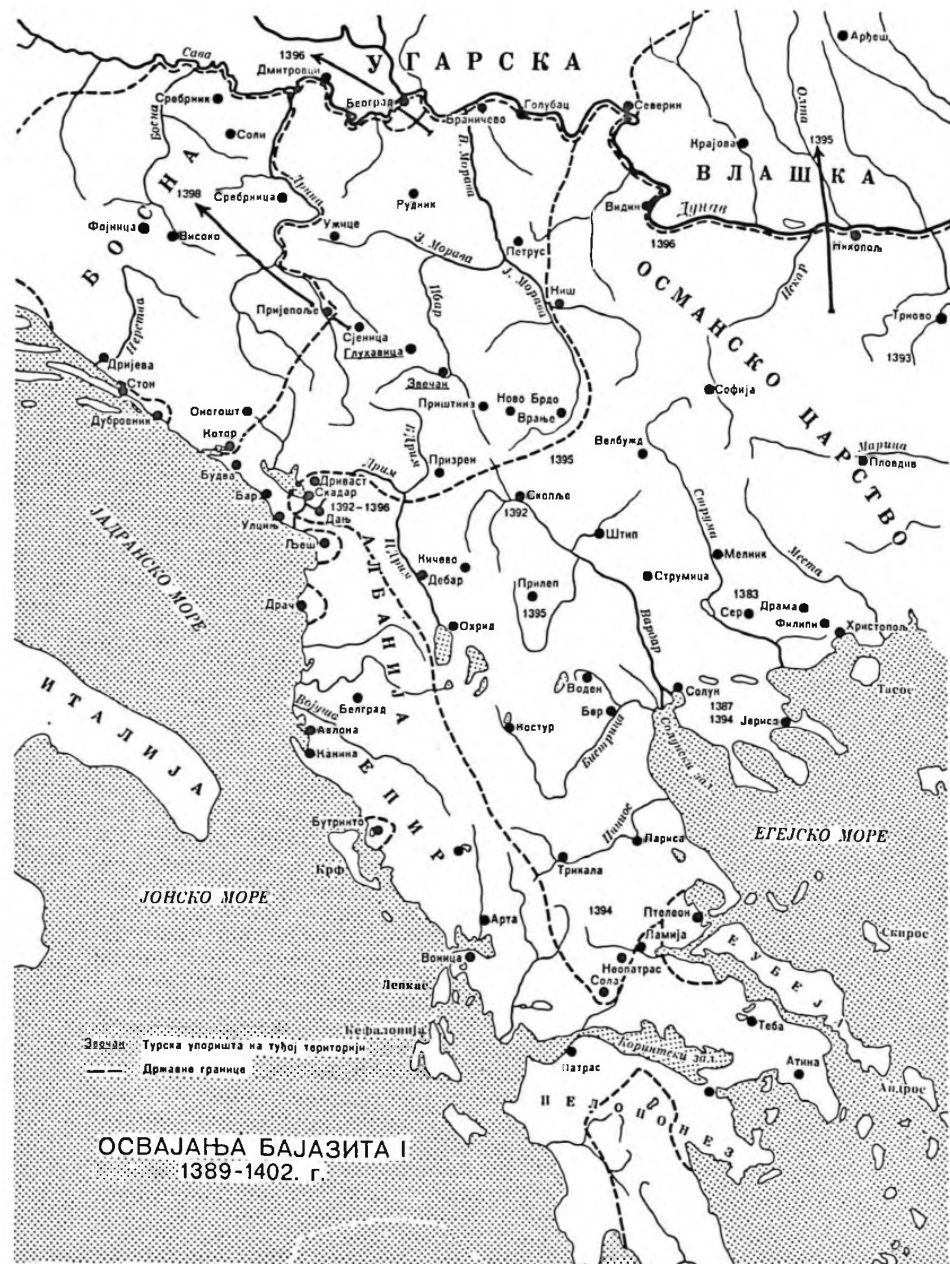 УГАРСКА
1396
Сава
Дмитровци
Сребрник
Београд
Браничево
Голубац
Северин
Арђеш
Олта
1395
Босна
Соли
В. Морава
Крајова
ВЛАШКА
БОСНА
1398
Сребрница
Дрина
Рудник
Видин
Дунав
Фојница
Високо
Ужице
З. Морава
Петрус
1396
Никопољ
ОСМАНСКО ЦАРСТВО
Искар
Неретва
Ибар
Ј. Морава
Ниш
Пријепоље
Сјеница
Глухавица
Трново
1393
Дријева
Стон
Звечан
Дубровник
Оногошт
Приштина
Ново Брдо
Врање
Софија
Котор
Велбужд
Марица
Пловдив
Будва
Б.Дрим
Призрен
1395
Дрим
Дриваст
Скадар
1392–1396
Дањ
Бар
Улцињ
Скопље
1392
Струма
Љеш
Штип
ЈАДРАНСКО МОРЕ
АЛБАНИЈА
Ц.Дрим
Кичево
Дебар
Мелник
Места
Прилеп
1395
Струмица
Драч
1383
Сер
Драма
Филипи
Христопољ
Охрид
Вардар
ИТАЛИЈА
Тасос
Воден
Солун
1387
1394
Бер
Јерисо
Белград
Војуша
Авлона
Костур
Бистрица
Солунски зал.
Канина
ЕПИР
Бутринто
Пиниос
Лариса
ЕГЕЈСКО МОРЕ
Трикала
Крф
ЈОНСКО МОРЕ
1394
Птелеон
Арта
Ламија
Скирос
Воница
Неопатрас
Сола
ЕУБЕЈ
Левкас
Теба
Кефалонија
Звечан Турска упоришта на туђој територији
Државне границе
Коринтски зал.
Атина
Патрас
Андрос
ПЕЛОПОНЕЗ
ОСВАЈАЊА БАЈАЗИТА I
1389-1402. г.